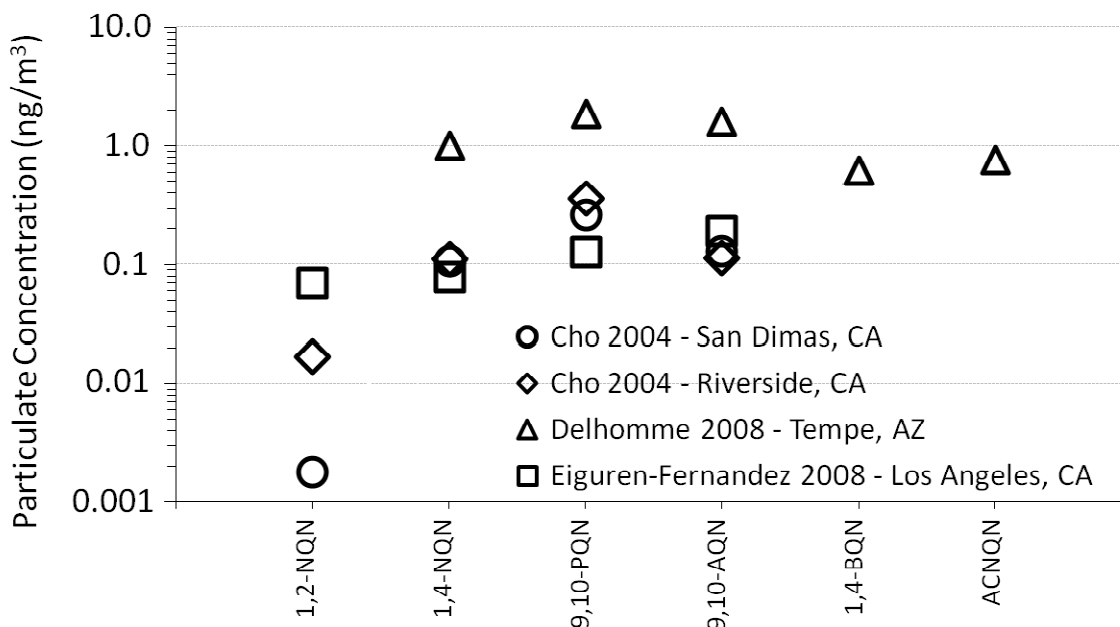 Particulate Concentration (ng/m³)
10.0
1.0
0.1
0.01
0.001
Cho 2004 - San Dimas, CA
Cho 2004 - Riverside, CA
Delhomme 2008 - Tempe, AZ
Eiguren-Fernandez 2008 - Los Angeles, CA
1,2-NQN
1,4-NQN
9,10-PQN
9,10-AQN
1,4-BQN
ACNQN